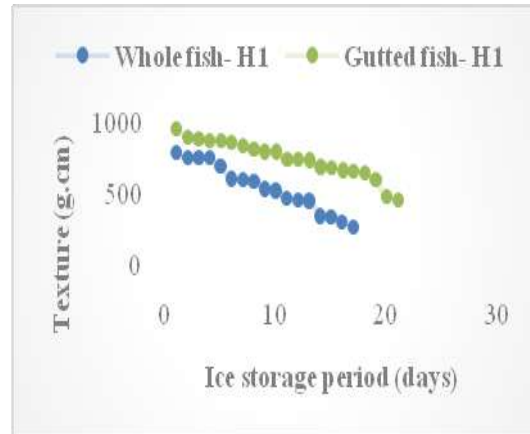 Whole fish- H1 Gutted fish- H1
1000
500
0
Texture (g.cm)
0 10 20 30
Ice storage period (days)